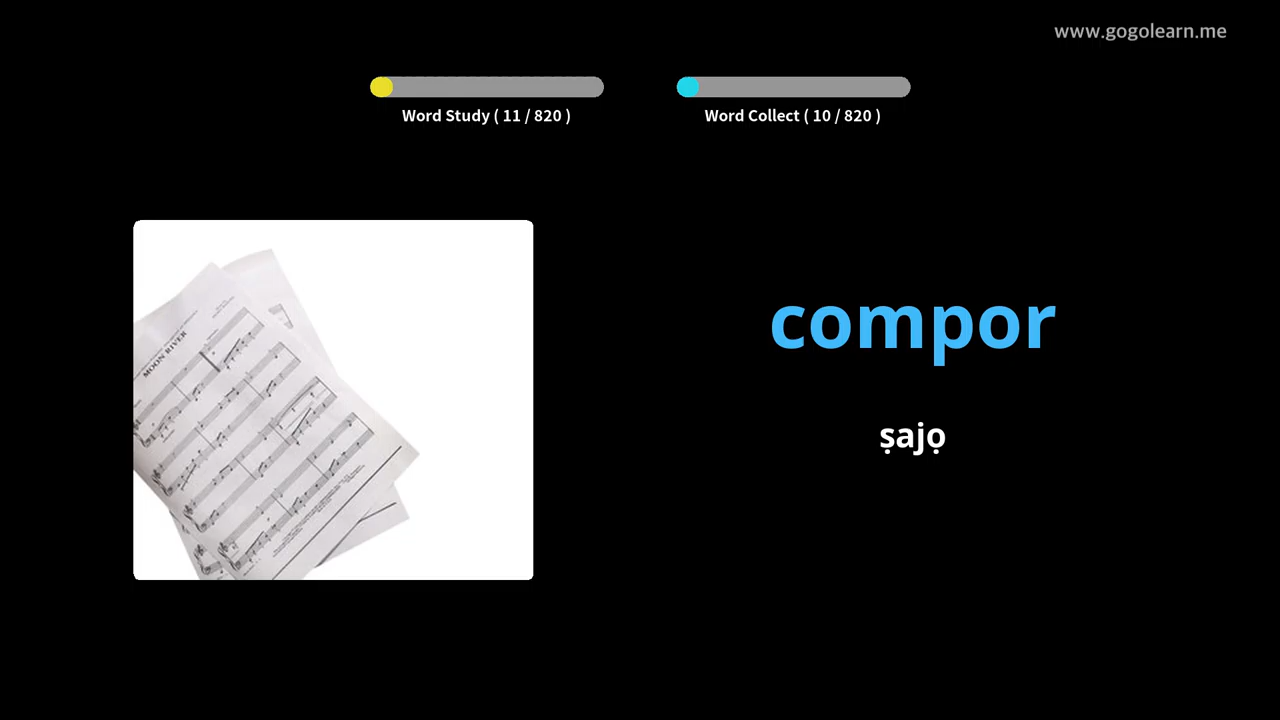 www.gogolearn.me
Word Study ( 11 / 820 )
Word Collect ( 10 / 820 )
MOON RIVER
compor
ṣajọ